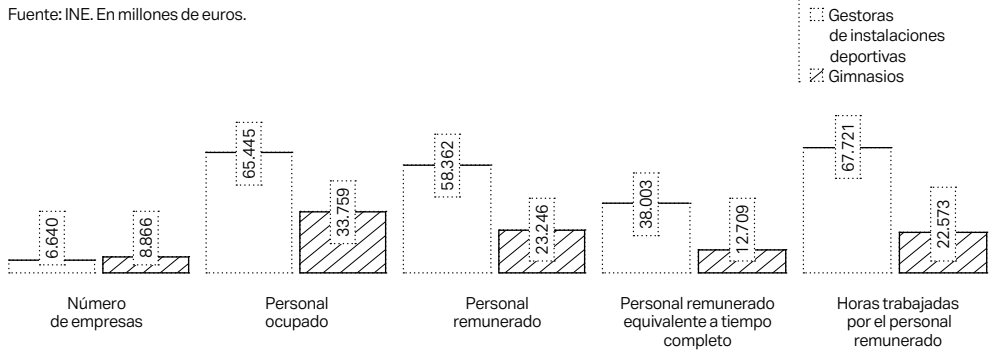 Fuente: INE. En millones de euros.
Gestoras
de instalaciones
deportivas
Gimnasios
6.640
8.866
65.445
33.759
58.362
23.246
38.003
12.709
67.721
22.573
Número
de empresas
Personal
ocupado
Personal
remunerado
Personal remunerado
equivalente a tiempo
completo
Horas trabajadas
por el personal
remunerado